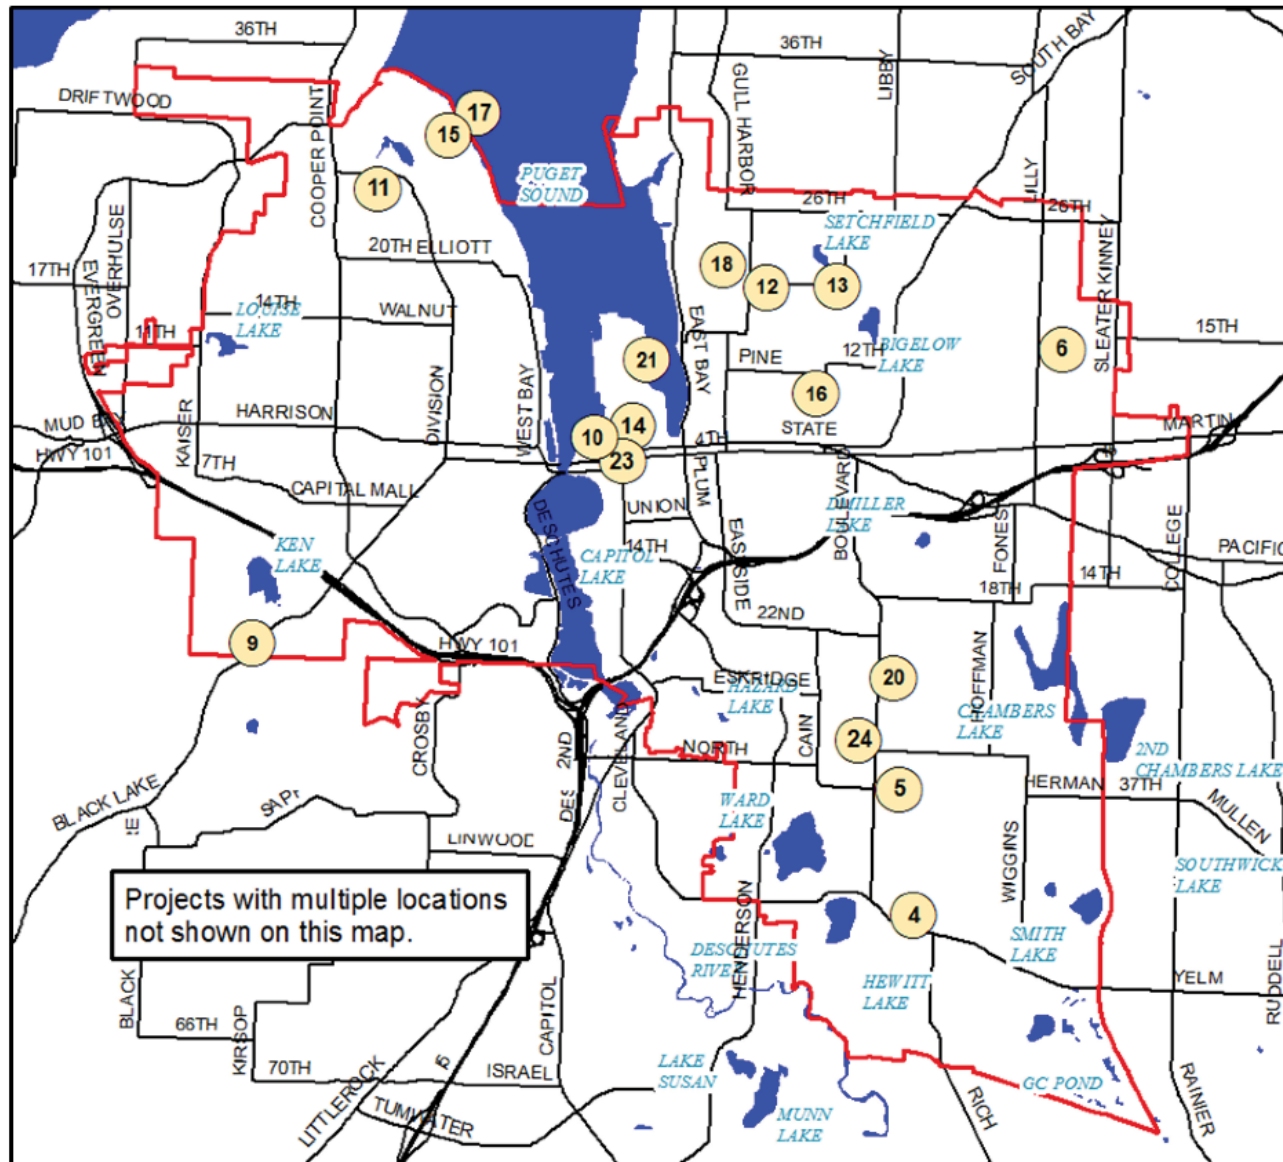 36TH
36TH
SOUTH BAY
LIBBY
GULL HARBOR
DRIFTWOOD
COOPER POINT
17
15
11
PUGET
SOUND
LILLY
26TH
26TH
SETCHFIELD
LAKE
SLEATER KINNEY
OVERHULSE
20TH
ELLIOTT
17TH
EVERGREEN
18
12
13
14TH
LOUISE
LAKE
WALNUT
EAST BAY
11TH
21
PINE
12TH
BIGELOW
LAKE
6
15TH
16
HARRISON
DIVISION
WEST BAY
KAISER
HWY 101
7TH
CAPITAL MALL
14
10
23
4TH
STATE
MARTIN
PLUM
BOULEVARD
UNION
14TH
DESCHUTES
CAPITOL
LAKE
EASTSIDE
LAKE
FONES
COLLEGE
PACIFIC
KEN
LAKE
18TH
14TH
22ND
9
HWY 101
ESKRIDGE
HAZARD
LAKE
20
HOFFMAN
CHAMBERS
LAKE
CROSBY
2ND
CLEVELAND
NORTH
CAIN
24
2ND
CHAMBERS LAKE
5
HERMAN
37TH
MULLEN
BLACK LAKE
WARD
LAKE
LINWOOD
WIGGINS
SOUTHWICK
LAKE
Projects with multiple locations
not shown on this map.
4
SMITH
LAKE
DESCHUTES
RIVER
HENDERSON
HEWITT
LAKE
YELM
RUDDELL
BLACK
66TH
KIRSOP
70TH
CAPITOL
ISRAEL
I5
LITTLEROCK
TUMWATER
LAKE
SUSAN
MUNN
LAKE
RICH
GC POND
RAINIER